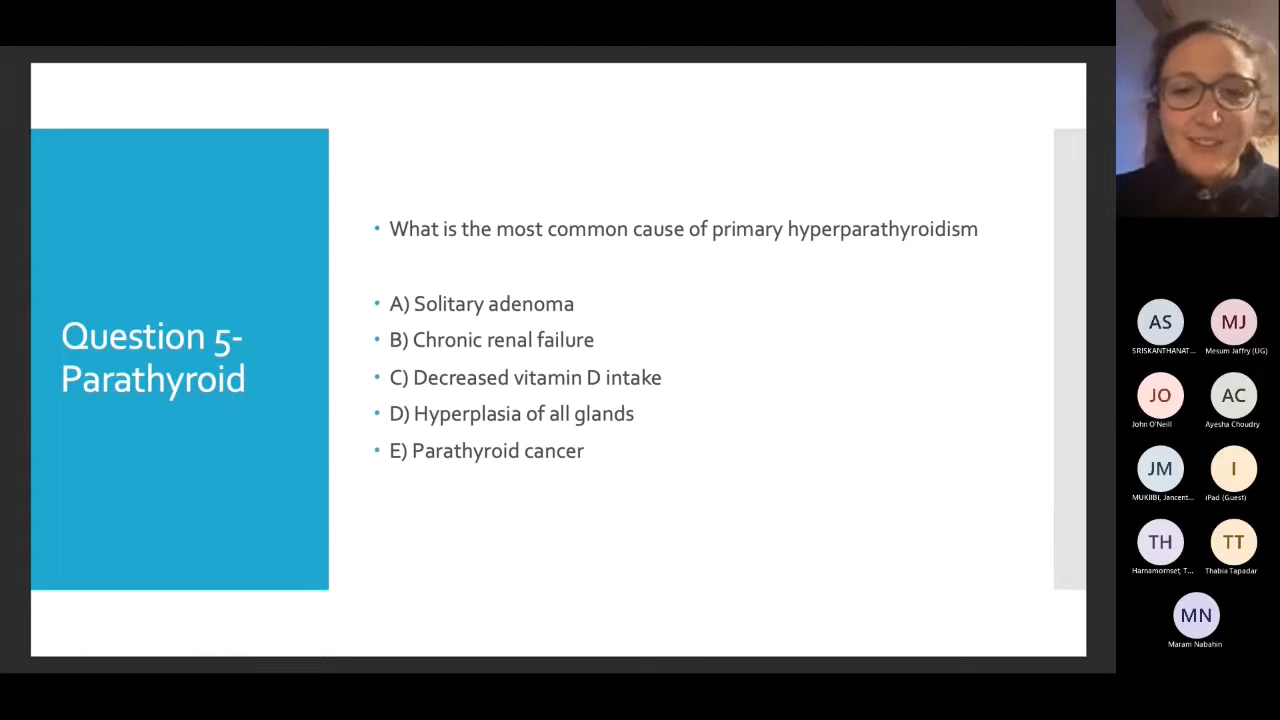 Question 5-
Parathyroid
• What is the most common cause of primary hyperparathyroidism
• A) Solitary adenoma
• B) Chronic renal failure
• C) Decreased vitamin D intake
• D) Hyperplasia of all glands
• E) Parathyroid cancer
AS
SRISKANTHANAT...
MJ
Mesum Jaffry (UG)
JO
John O'Neill
AC
Ayesha Choudry
JM
MUKIIBI, Jancent...
I
iPad (Guest)
TH
Harnamornset, T...
TT
Thabia Tapadar
MN
Maram Nabahin